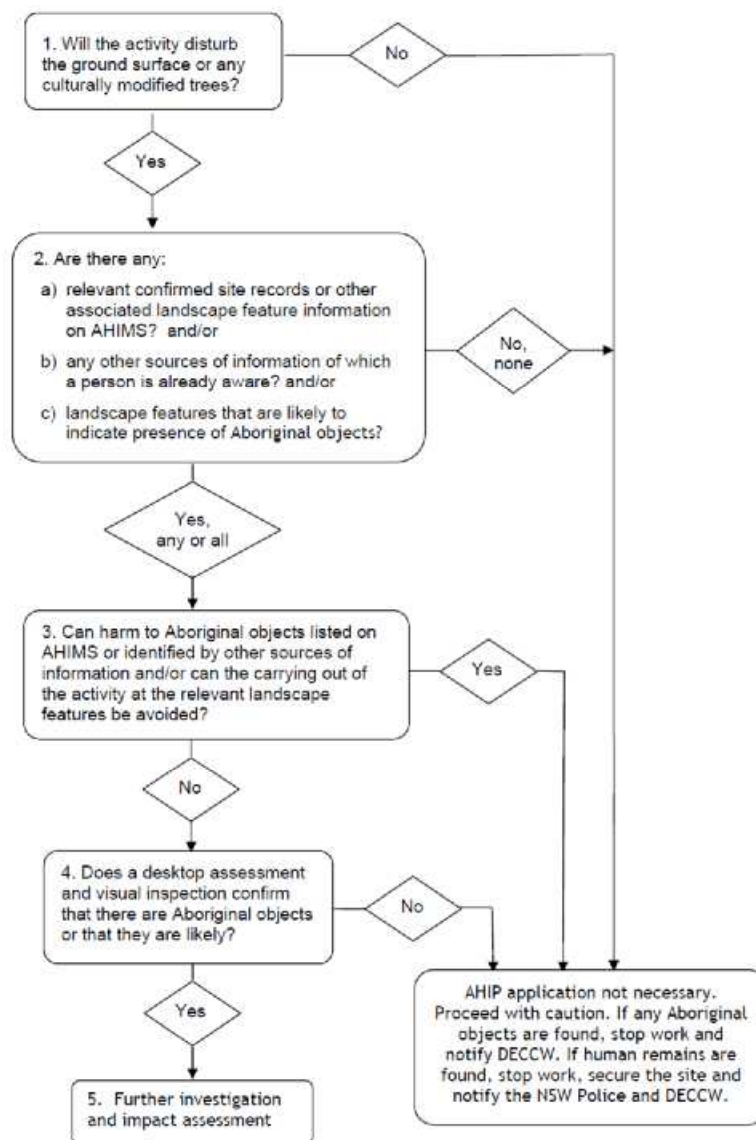 1. Will the activity disturb
the ground surface or any
culturally modified trees?
No
Yes
2. Are there any:
a) relevant confirmed site records or other
associated landscape feature information
on AHIMS? and/or
b) any other sources of information of which
a person is already aware? and/or
c) landscape features that are likely to
indicate presence of Aboriginal objects?
No,
none
Yes,
any or all
3. Can harm to Aboriginal objects listed on
AHIMS or identified by other sources of
information and/or can the carrying out of
the activity at the relevant landscape
features be avoided?
Yes
No
4. Does a desktop assessment
and visual inspection confirm
that there are Aboriginal objects
or that they are likely?
No
Yes
AHIP application not necessary.
Proceed with caution. If any Aboriginal
objects are found, stop work and
notify DECCW. If human remains are
found, stop work, secure the site and
notify the NSW Police and DECCW.
5. Further investigation
and impact assessment